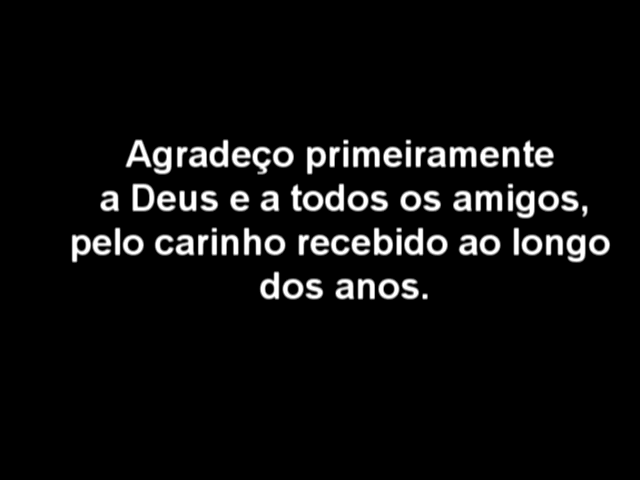 Agradeço primeiramente
a Deus e a todos os amigos,
pelo carinho recebido ao longo
dos anos.